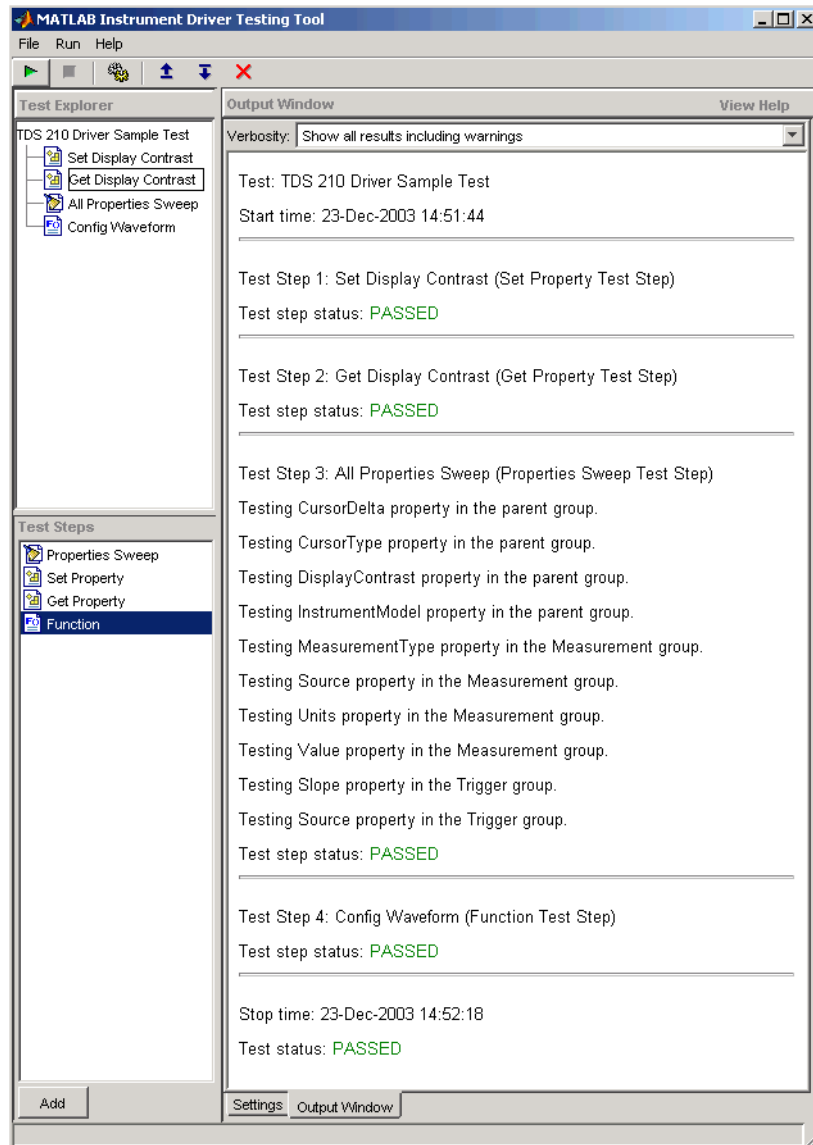 MATLAB Instrument Driver Testing Tool
File Run Help
Test Explorer
TDS 210 Driver Sample Test
Set Display Contrast
Get Display Contrast
All Properties Sweep
Config Waveform
Test Steps
Properties Sweep
Set Property
Get Property
Function
Add
Output Window View Help
Verbosity: Show all results including warnings
Test: TDS 210 Driver Sample Test
Start time: 23-Dec-2003 14:51:44
Test Step 1: Set Display Contrast (Set Property Test Step)
Test step status: PASSED
Test Step 2: Get Display Contrast (Get Property Test Step)
Test step status: PASSED
Test Step 3: All Properties Sweep (Properties Sweep Test Step)
Testing CursorDelta property in the parent group.
Testing CursorType property in the parent group.
Testing DisplayContrast property in the parent group.
Testing InstrumentModel property in the parent group.
Testing MeasurementType property in the Measurement group.
Testing Source property in the Measurement group.
Testing Units property in the Measurement group.
Testing Value property in the Measurement group.
Testing Slope property in the Trigger group.
Testing Source property in the Trigger group.
Test step status: PASSED
Test Step 4: Config Waveform (Function Test Step)
Test step status: PASSED
Stop time: 23-Dec-2003 14:52:18
Test status: PASSED
Settings Output Window